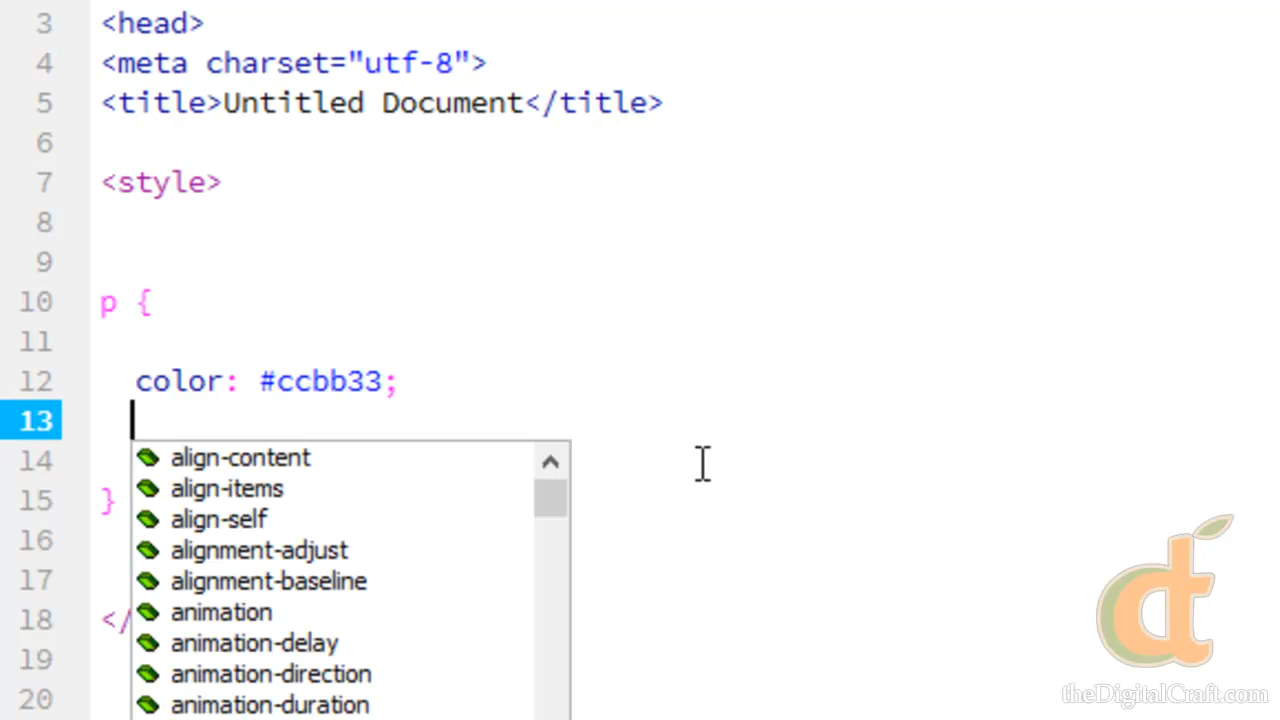 3 <head>
4 <meta charset="utf-8">
5 <title>Untitled Document</title>
6
7 <style>
8
9
10 p {
11
12 color: #ccbb33;
13
align-content
14
align-items
15 }
align-self
16
alignment-adjust
17
alignment-baseline
18 </
animation
19
animation-delay
20
animation-direction
animation-duration
dt
theDigitalCraft.com